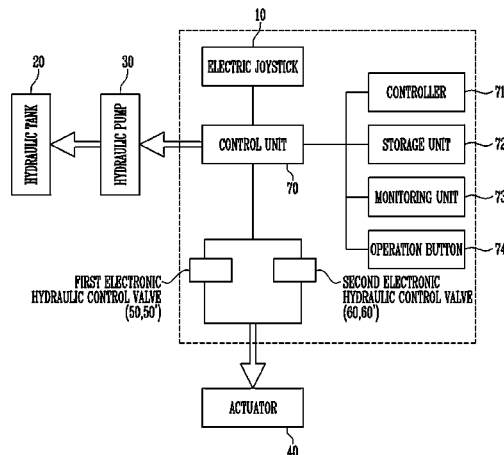 10
ELECTRIC JOYSTICK
20
30
HYDRAULIC TANK
HYDRAULIC PUMP
CONTROL UNIT
70
CONTROLLER
71
STORAGE UNIT
72
MONITORING UNIT
73
OPERATION BUTTON
74
FIRST ELECTRONIC
HYDRAULIC CONTROL VALVE
(50,50')
SECOND ELECTRONIC
HYDRAULIC CONTROL VALVE
(60,60')
ACTUATOR
40